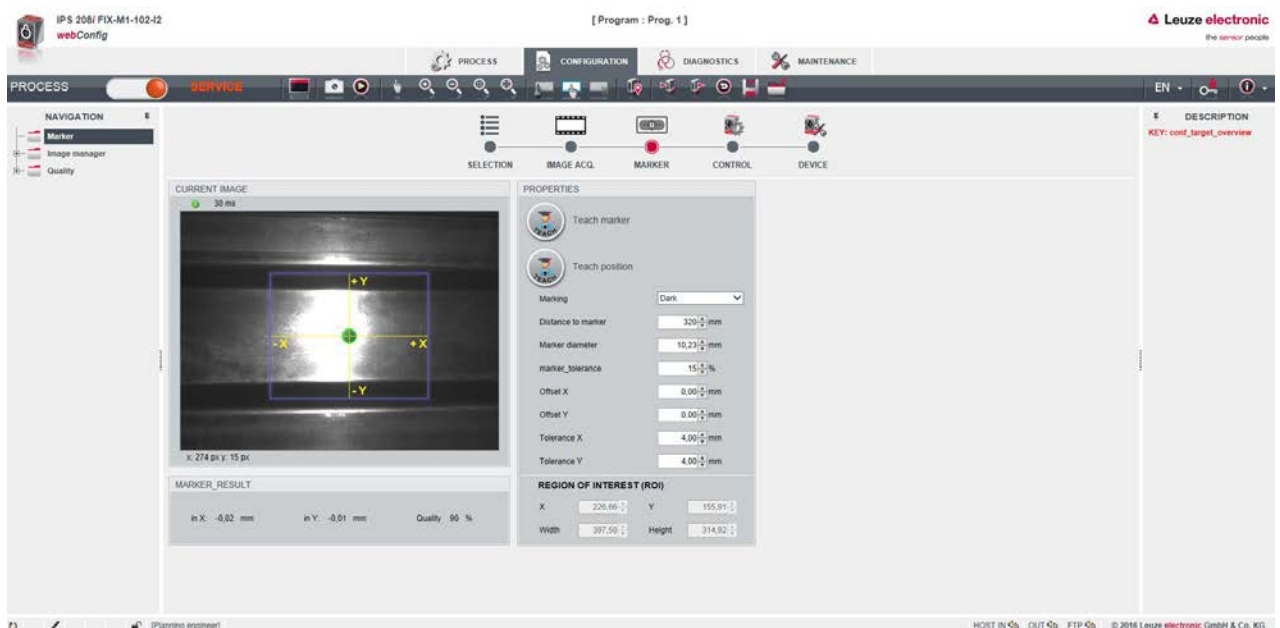 IPS 208i FIX-M1-102-I2
webConfig
[ Program : Prog. 1 ]
Leuze electronic
the sensor people
PROCESS
CONFIGURATION
DIAGNOSTICS
MAINTENANCE
PROCESS
SERVICE
EN
NAVIGATION
Marker
Image manager
Quality
SELECTION
IMAGE ACQ.
MARKER
CONTROL
DEVICE
DESCRIPTION
KEY: conf_target_overview
CURRENT IMAGE
30 ms
+ Y
- X
+ X
- Y
x: 274 px y: 15 px
MARKER_RESULT
in X: -0,02 mm
in Y: -0,01 mm
Quality 90 %
PROPERTIES
TEACH
Teach marker
TEACH
Teach position
Marking Dark
Distance to marker 320 mm
Marker diameter 10,23 mm
marker_tolerance 15 %
Offset X 0,00 mm
Offset Y 0,00 mm
Tolerance X 4,00 mm
Tolerance Y 4,00 mm
REGION OF INTEREST (ROI)
X 226,66 Y 155,91
Width 397,50 Height 314,02
[Planning engineer]
HOST IN OUT FTP © 2016 Leuze electronic GmbH & Co. KG